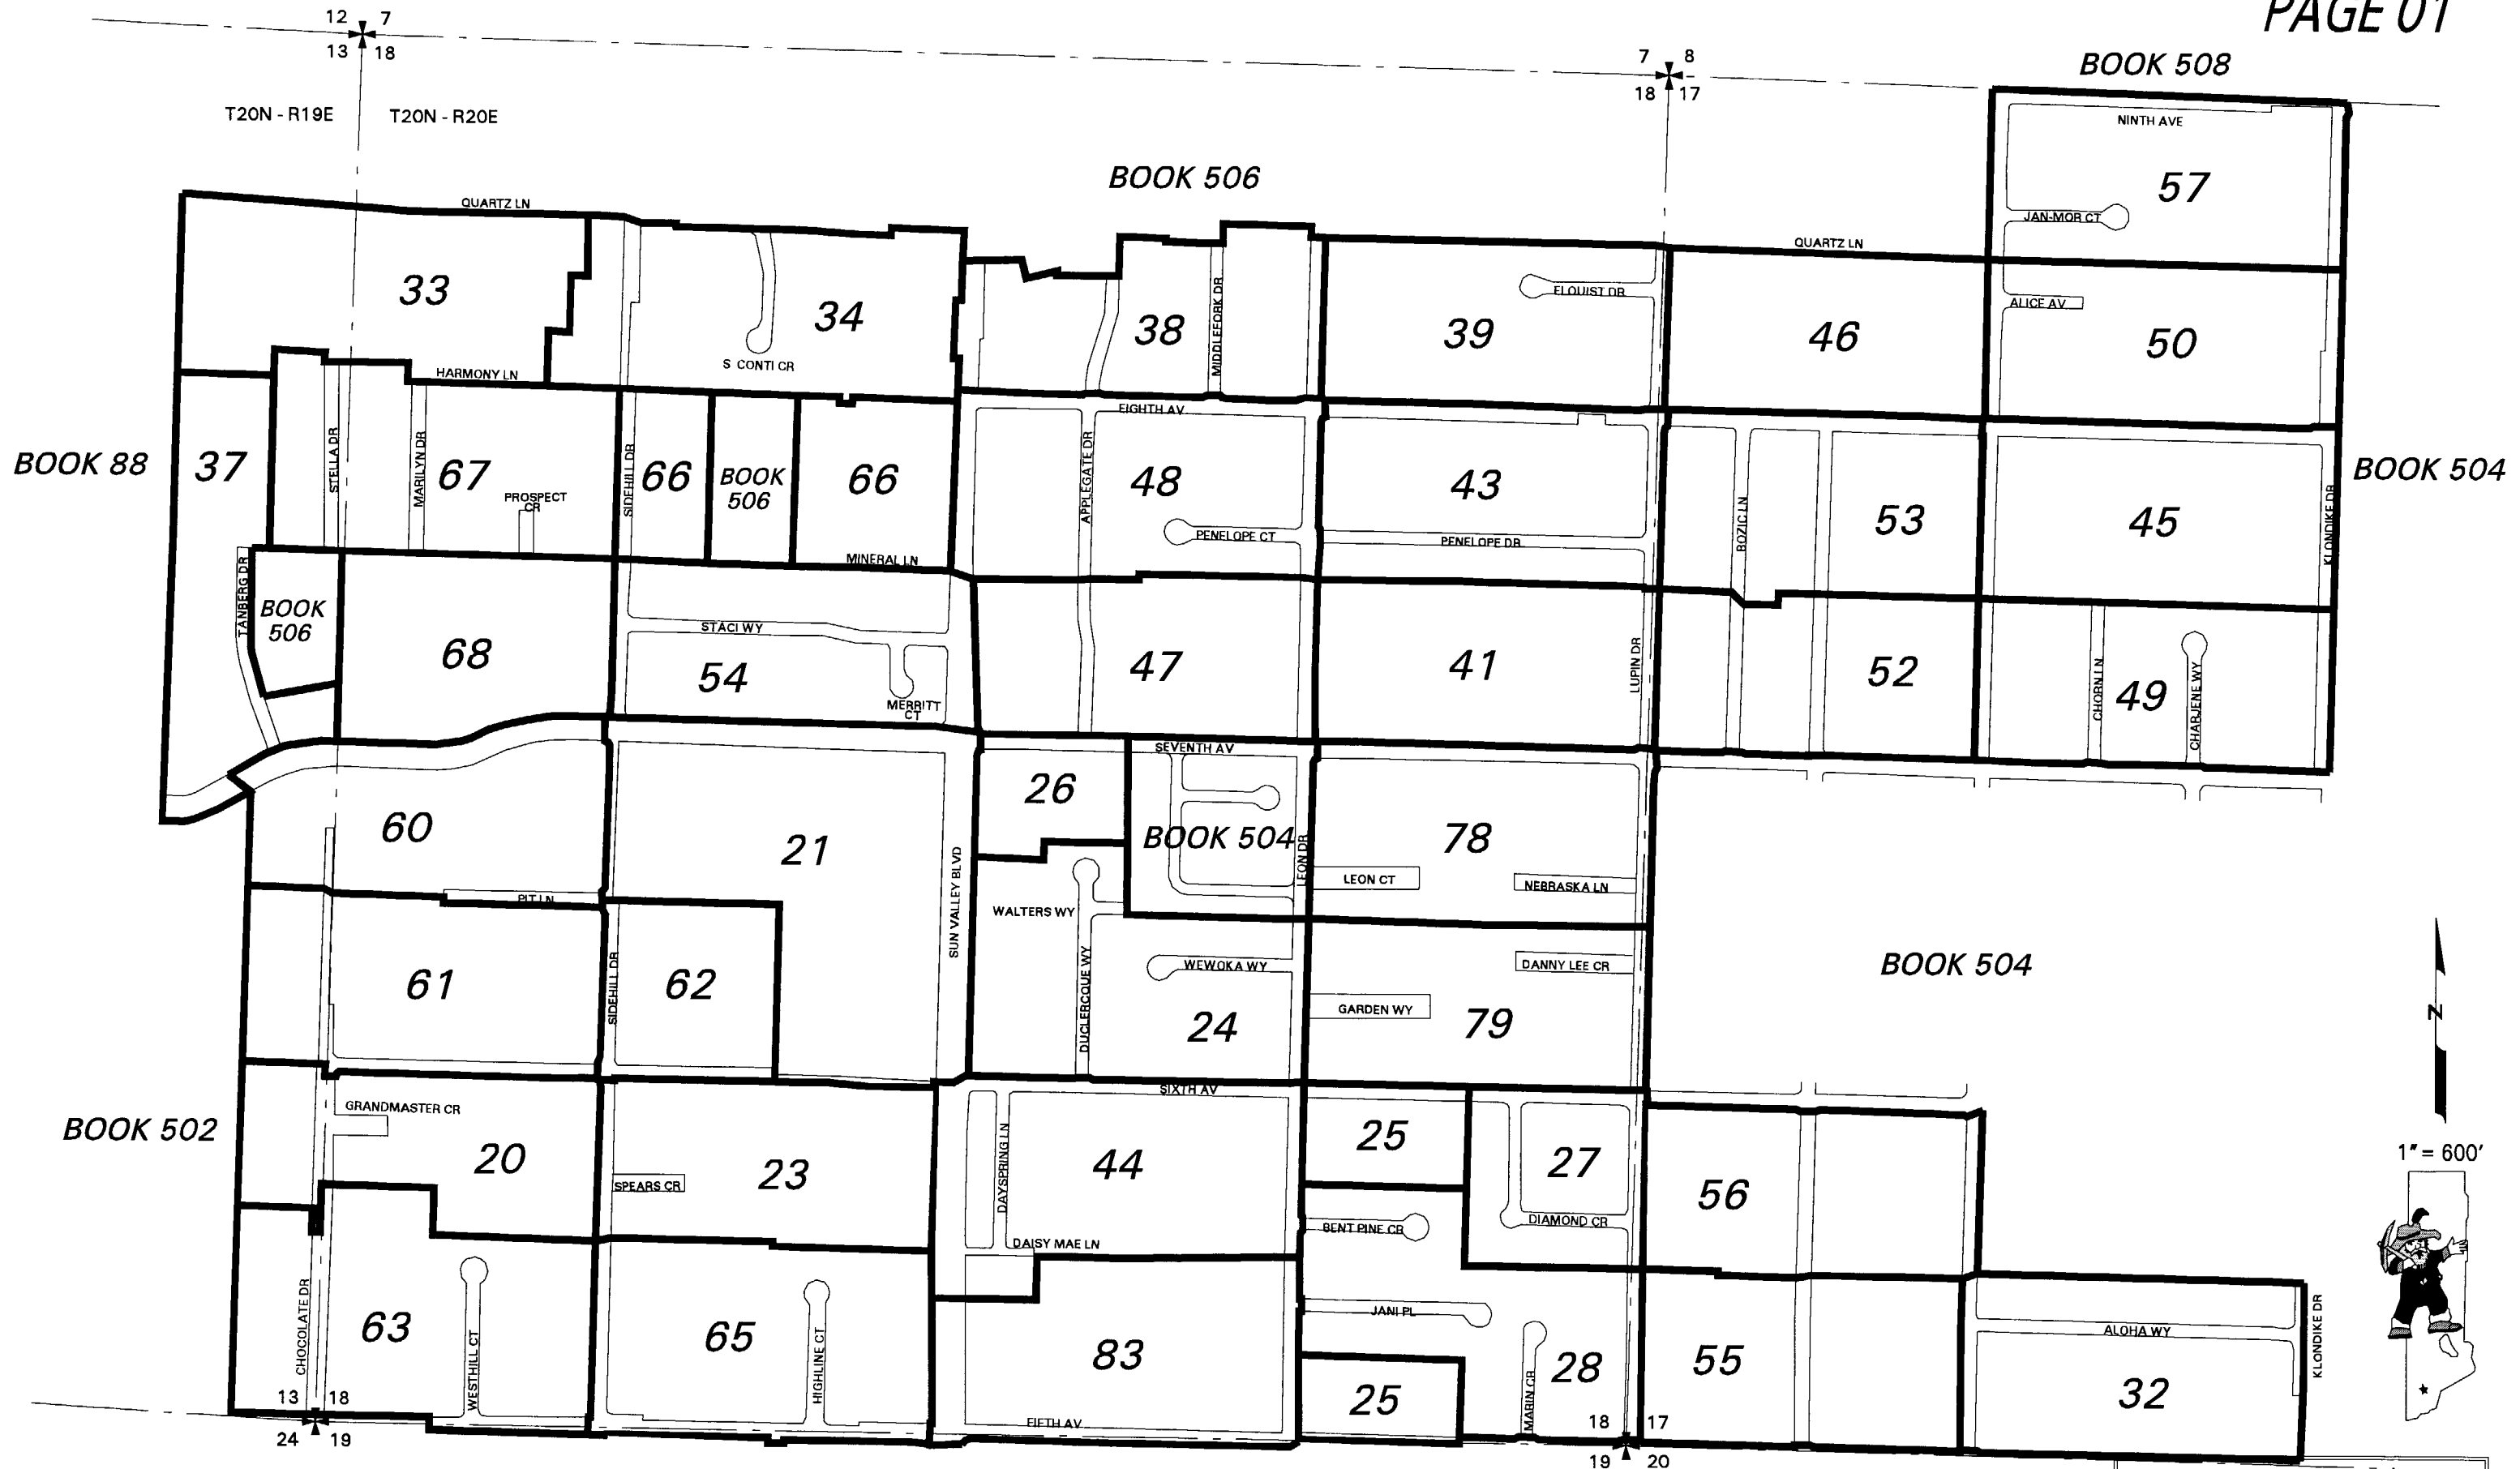 PAGE 01
12 7
13 18
7 8
18 17
BOOK 508
T20N - R19E
T20N - R20E
NINTH AVE
57
BOOK 506
JAN-MOR CT
QUARTZ LN
QUARTZ LN
33
34
S CONTI CR
38
MIDDLEFORK DR
39
ELQUIST DR
46
ALICE AV
50
HARMONY LN
EIGHTH AV
BOOK 88
37
STELLA DR
MARILYN DR
67
PROSPECT
CR
SIDEHILL DR
66
BOOK
506
66
APPLEGATE DR
48
PENELOPE CT
43
PENELOPE DR
BOZIC LN
53
45
KLONDIKE DR
BOOK 504
MINERAL LN
TANBERG DR
BOOK
506
68
STACI WY
54
MERRITT
CT
47
41
LUPIN DR
52
CHORN LN
49
CHARJENE WY
SEVENTH AV
26
60
21
SUN VALLEY BLVD
BOOK 504
LEON DR
78
LEON CT
NEBRASKA LN
PIT LN
WALTERS WY
61
SIDEHILL DR
62
DUCLERCQUE WY
WEWOKA WY
24
DANNY LEE CR
GARDEN WY
79
BOOK 504
N
SIXTH AV
BOOK 502
GRANDMASTER CR
20
SPEARS CR
23
DAYSPRING LN
44
25
27
DIAMOND CR
56
1" = 600'
BENT PINE CR
DAISY MAE LN
CHOCOLATE DR
63
WESTHILL CT
65
HIGHLINE CT
83
JANI PL
25
MARIN CR
28
55
ALOHA WY
32
KLONDIKE DR
FIFTH AV
13 18
24 19
18 17
19 20